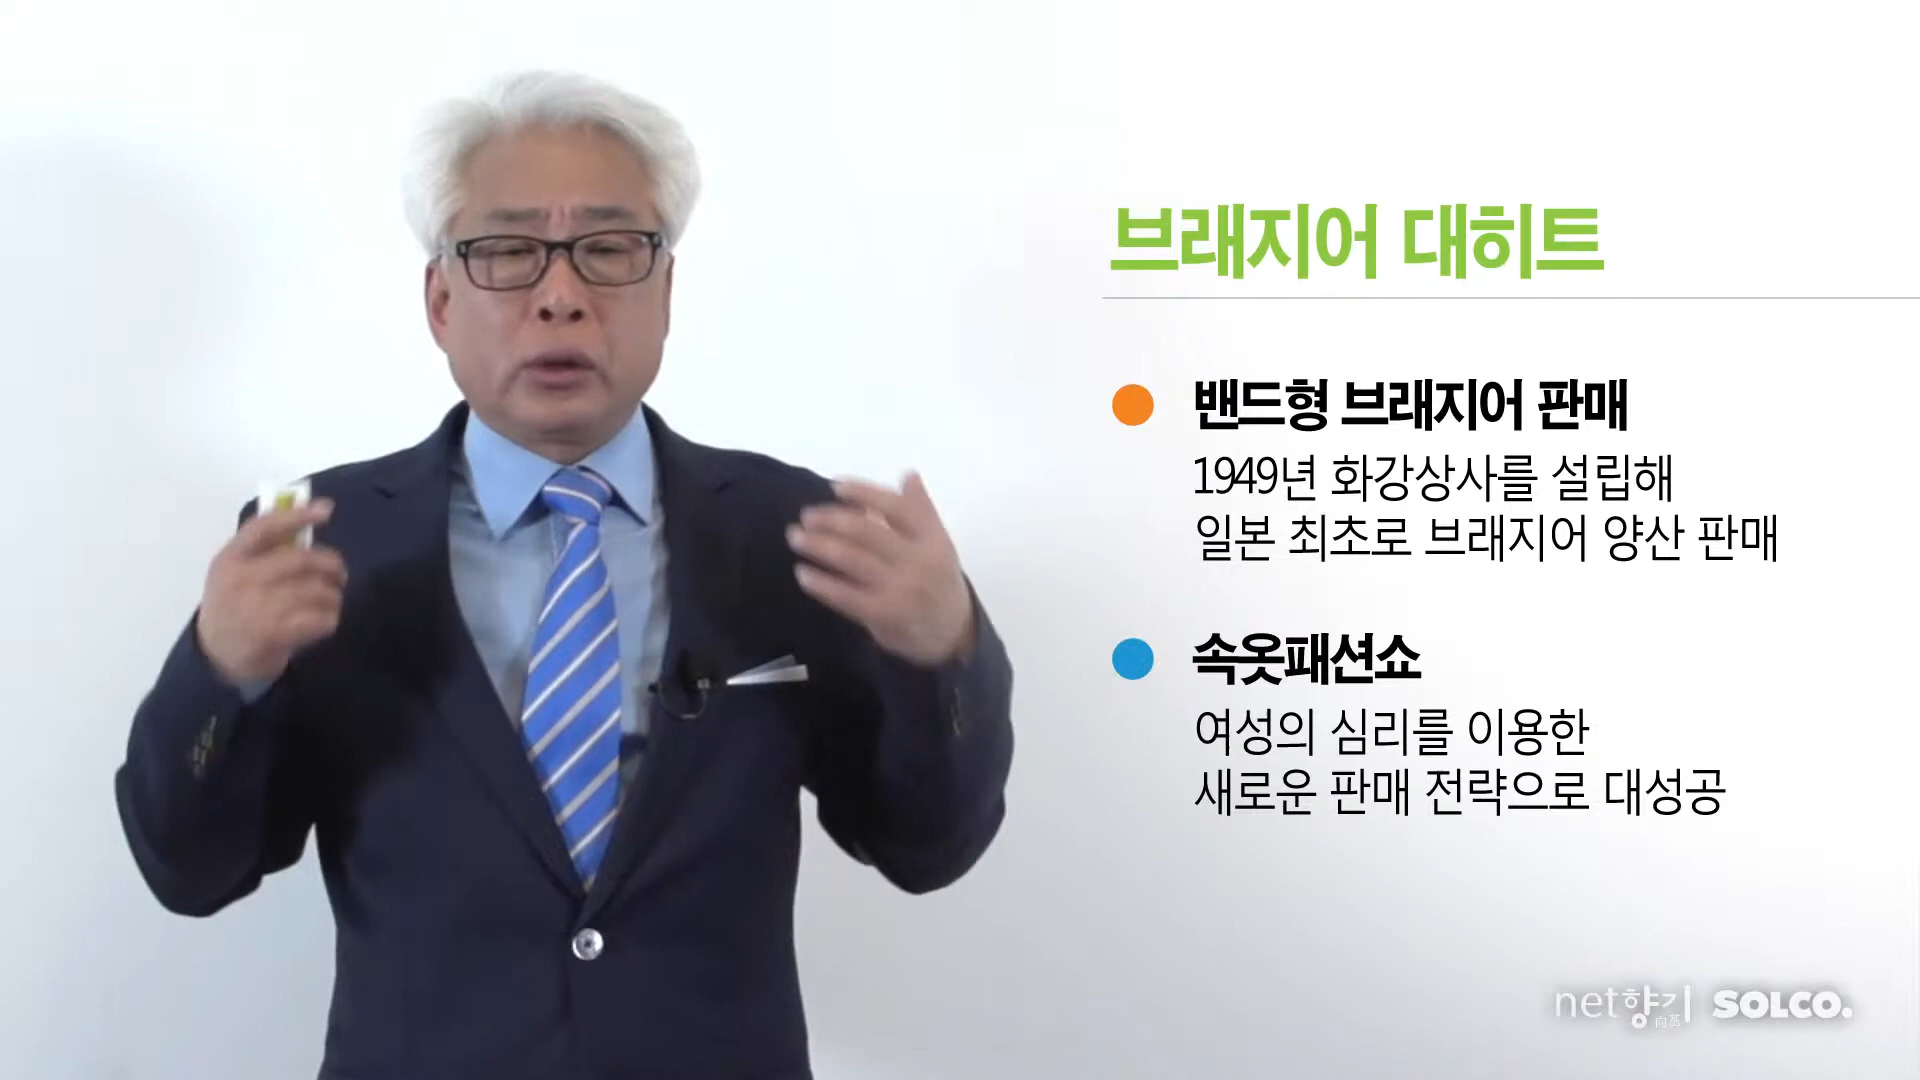 브래지어 대히트
밴드형 브래지어 판매
1949년 화강상사를 설립해
일본 최초로 브래지어 양산 판매
속옷패션쇼
여성의 심리를 이용한
새로운 판매 전략으로 대성공
net향기 SOLCO.